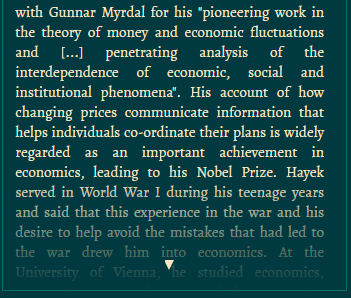 with Gunnar Myrdal for his "pioneering work in
the theory of money and economic fluctuations
and [...] penetrating analysis of the
interdependence of economic, social and
institutional phenomena". His account of how
changing prices communicate information that
helps individuals co-ordinate their plans is widely
regarded as an important achievement in
economics, leading to his Nobel Prize. Hayek
served in World War I during his teenage years
and said that this experience in the war and his
desire to help avoid the mistakes that had led to
the war drew him into economics. At the
University of Vienna, he studied economics,